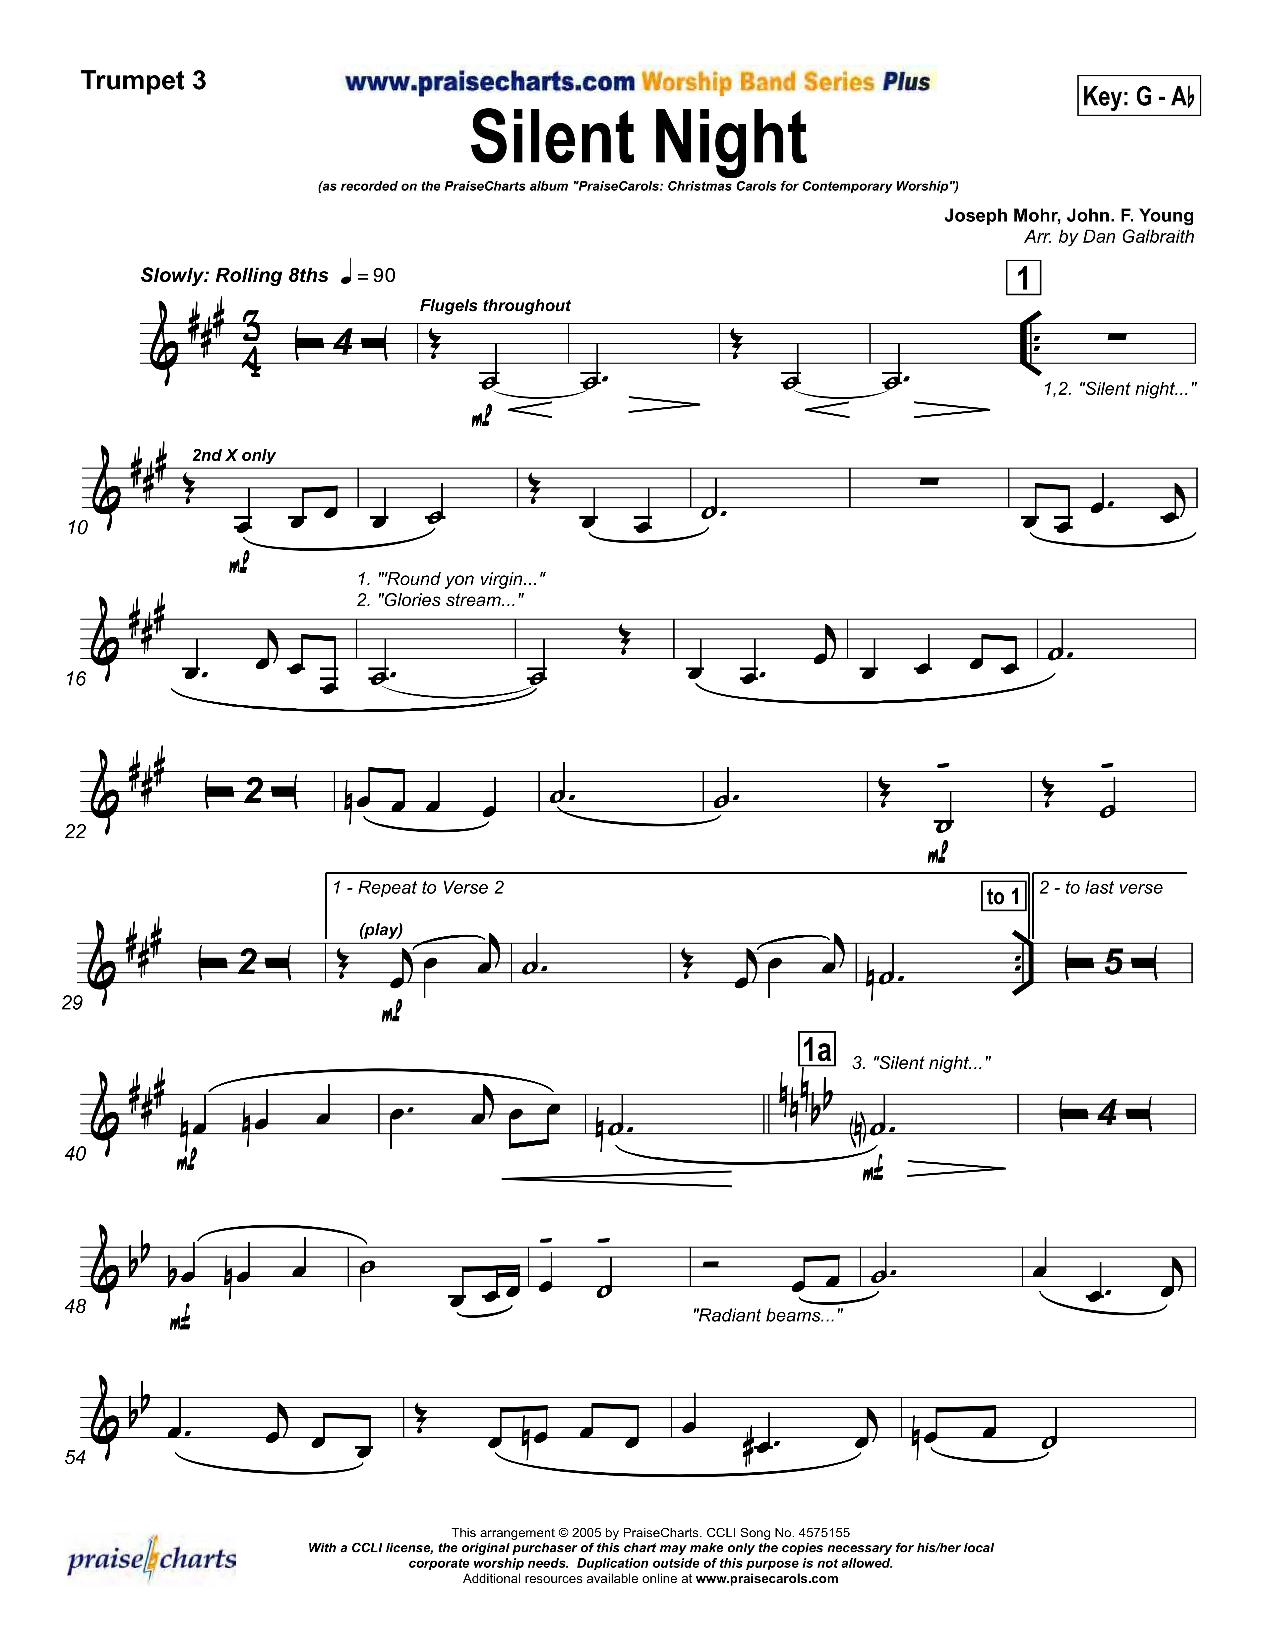 Trumpet 3
www.praisecharts.com Worship Band Series Plus
Key: G - A♭
Silent Night
(as recorded on the PraiseCharts album "PraiseCarols: Christmas Carols for Contemporary Worship")
Joseph Mohr, John. F. Young
Arr. by Dan Galbraith
Slowly: Rolling 8ths ♩ = 90
1
Flugels throughout
3
4
4
mf
1,2. "Silent night..."
2nd X only
10
mf
1. "'Round yon virgin..."
2. "Glories stream..."
16
2
22
mf
1 - Repeat to Verse 2
to 1
2 - to last verse
(play)
2
5
29
mf
1a
3. "Silent night..."
4
40
mp
mf
48
mf
"Radiant beams..."
54
praisecharts
This arrangement © 2005 by PraiseCharts. CCLI Song No. 4575155
With a CCLI license, the original purchaser of this chart may make only the copies necessary for his/her local
corporate worship needs. Duplication outside of this purpose is not allowed.
Additional resources available online at www.praisecarols.com